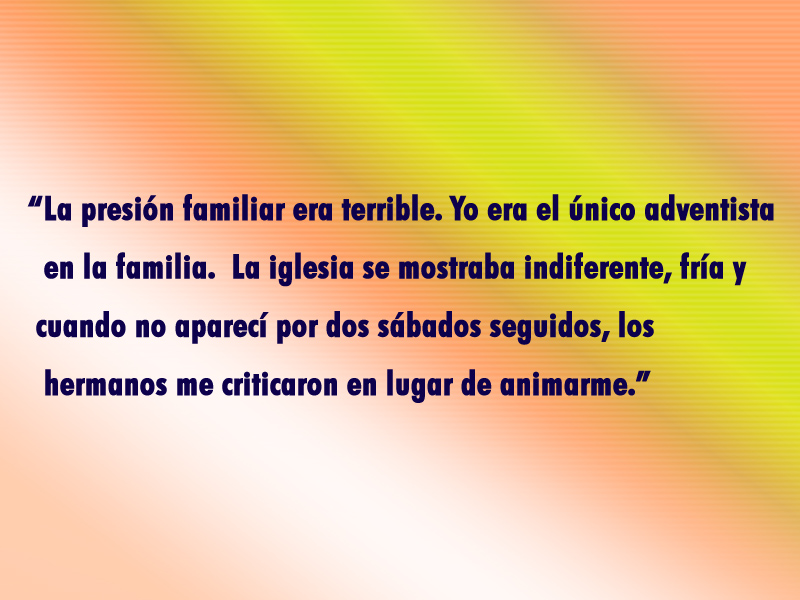 “La presión familiar era terrible. Yo era el único adventista
en la familia.  La iglesia se mostraba indiferente, fría y
cuando no aparecí por dos sábados seguidos, los
hermanos me criticaron en lugar de animarme.”